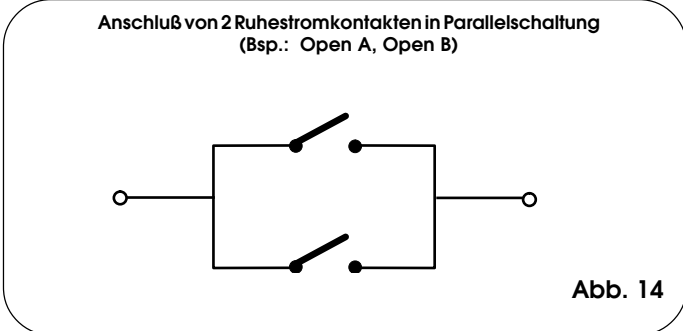 Anschluß von 2 Ruhestromkontakten in Parallelschaltung
(Bsp.: Open A, Open B)
Abb. 14